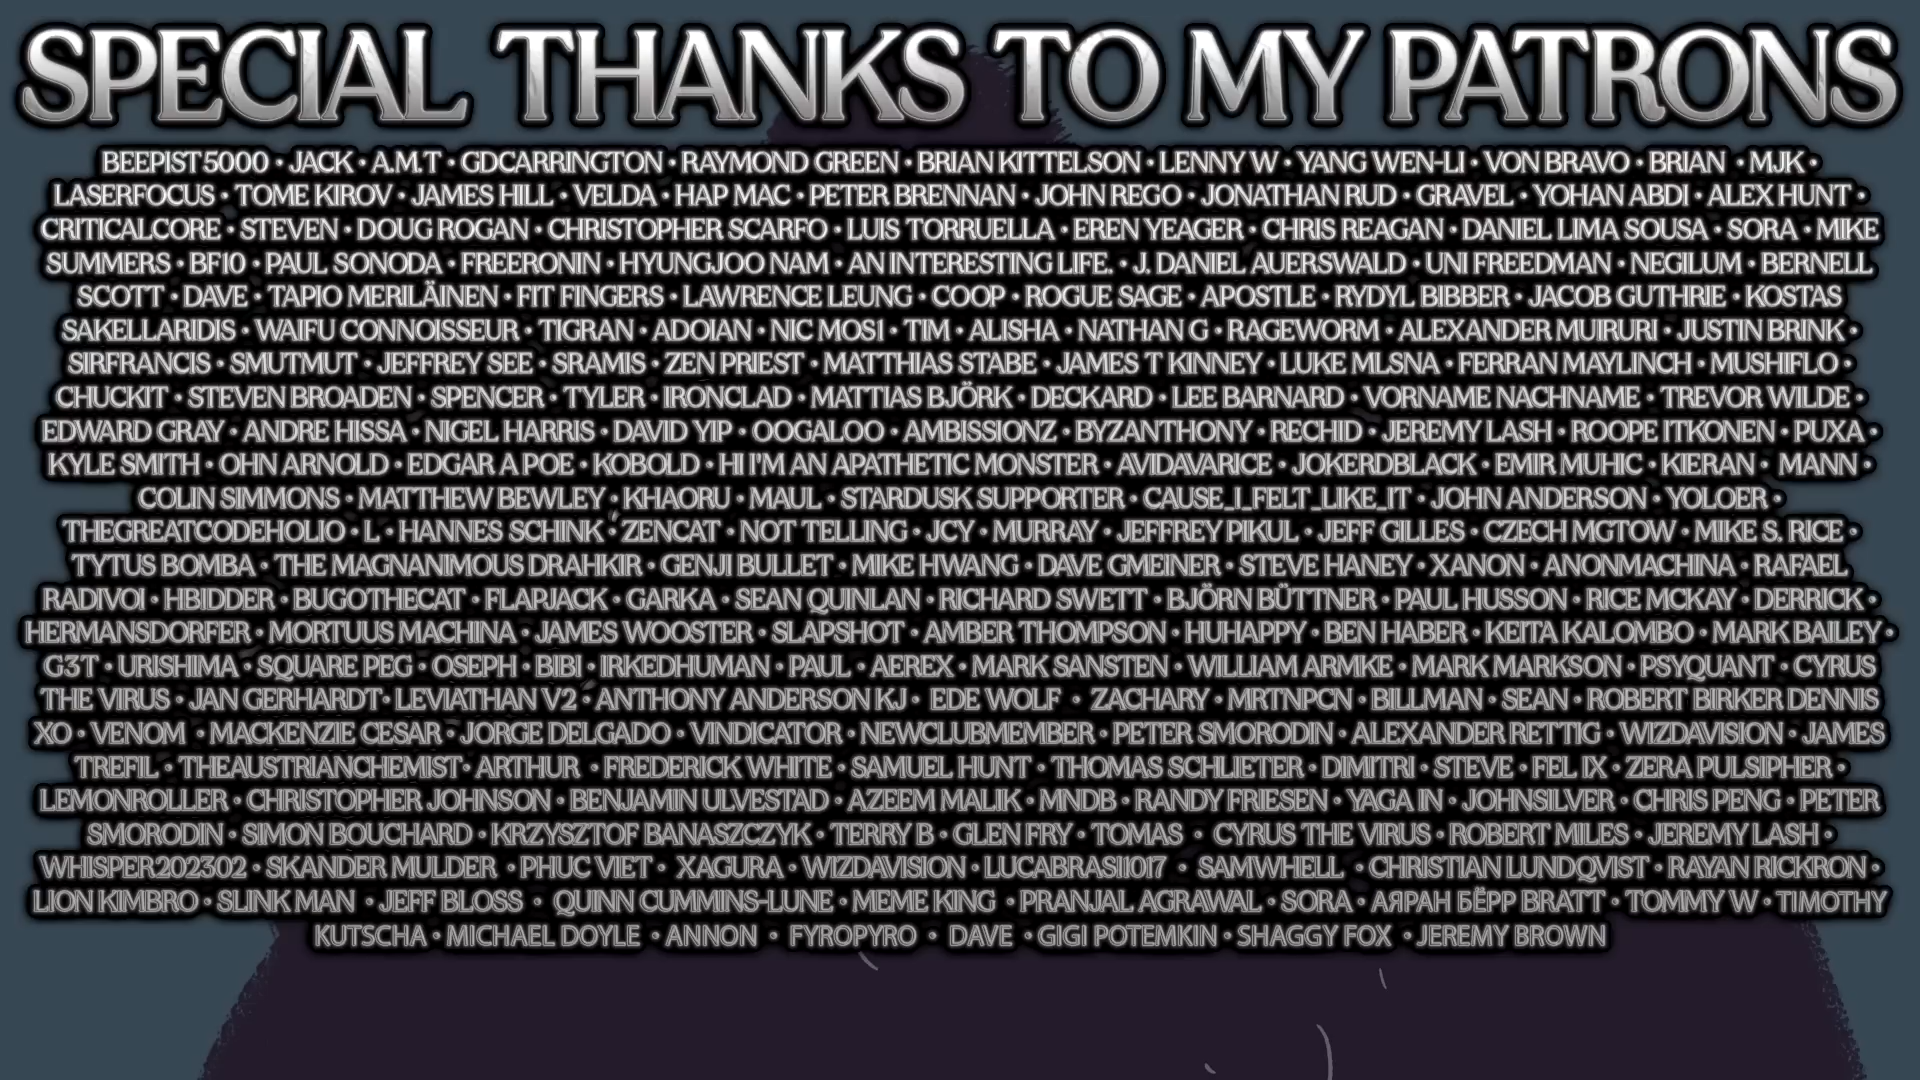 SPECIAL THANKS TO MY PATRONS
BEEPIST5000 • JACK • A.M.T • GDCARRINGTON • RAYMOND GREEN • BRIAN KITTELSON • LENNY W • YANG WEN-LI • VON BRAVO • BRIAN • MJK •
LASERFOCUS • TOME KIROV • JAMES HILL • VELDA • HAP MAC • PETER BRENNAN • JOHN REGO • JONATHAN RUD • GRAVEL • YOHAN ABDI • ALEX HUNT •
CRITICALCORE • STEVEN • DOUG ROGAN • CHRISTOPHER SCARFO • LUIS TORRUELLA • EREN YEAGER • CHRIS REAGAN • DANIEL LIMA SOUSA • SORA • MIKE
SUMMERS • BF10 • PAUL SONODA • FREERONIN • HYUNGJOO NAM • AN INTERESTING LIFE. • J. DANIEL AUERSWALD • UNI FREEDMAN • NEGILUM • BERNELL
SCOTT • DAVE • TAPIO MERILÄINEN • FIT FINGERS • LAWRENCE LEUNG • COOP • ROGUE SAGE • APOSTLE • RYDYL BIBBER • JACOB GUTHRIE • KOSTAS
SAKELLARIDIS • WAIFU CONNOISSEUR • TIGRAN • ADOIAN • NIC MOS1 • TIM • ALISHA • NATHAN G • RAGEWORM • ALEXANDER MUIRURI • JUSTIN BRINK •
SIRFRANCIS • SMUTMUT • JEFFREY SEE • SRAMIS • ZEN PRIEST • MATTHIAS STABE • JAMES T KINNEY • LUKE MLSNA • FERRAN MAYLINCH • MUSHIFLO •
CHUCKIT • STEVEN BROADEN • SPENCER • TYLER • IRONCLAD • MATTIAS BJÖRK • DECKARD • LEE BARNARD • VORNAME NACHNAME • TREVOR WILDE •
EDWARD GRAY • ANDRE HISSA • NIGEL HARRIS • DAVID YIP • OOGALOO • AMBISSIONZ • BYZANTHONY • RECHID • JEREMY LASH • ROOPE ITKONEN • PUXA •
KYLE SMITH • OHN ARNOLD • EDGAR A POE • KOBOLD • HI I'M AN APATHETIC MONSTER • AVIDAVARICE • JOKERDBLACK • EMIR MUHIC • KIERAN • MANN •
COLIN SIMMONS • MATTHEW BEWLEY • KHAORU • MAUL • STARDUSK SUPPORTER • CAUSE_I_FELT_LIKE_IT • JOHN ANDERSON • YOLOER •
THEGREATCODEHOLIO • L • HANNES SCHINK • ZENCAT • NOT TELLING • JCY • MURRAY • JEFFREY PIKUL • JEFF GILLES • CZECH MGTOW • MIKE S. RICE •
TYTUS BOMBA • THE MAGNANIMOUS DRAHKIR • GENJI BULLET • MIKE HWANG • DAVE GMEINER • STEVE HANEY • XANON • ANONMACHINA • RAFAEL
RADIVOI • HBIDDER • BUGOTHECAT • FLAPJACK • GARKA • SEAN QUINLAN • RICHARD SWETT • BJÖRN BÜTTNER • PAUL HUSSON • RICE MCKAY • DERRICK •
HERMANSDORFER • MORTUUS MACHINA • JAMES WOOSTER • SLAPSHOT • AMBER THOMPSON • HUHAPPY • BEN HABER • KEITA KALOMBO • MARK BAILEY •
G3T • URISHIMA • SQUARE PEG • OSEPH • BIBI • IRKEDHUMAN • PAUL • AEREX • MARK SANSTEN • WILLIAM ARMKE • MARK MARKSON • PSYQUANT • CYRUS
THE VIRUS • JAN GERHARDT • LEVIATHAN V2 • ANTHONY ANDERSON KJ • EDE WOLF • ZACHARY • MRTNPCN • BILLMAN • SEAN • ROBERT BIRKER DENNIS
XO • VENOM • MACKENZIE CESAR • JORGE DELGADO • VINDICATOR • NEWCLUBMEMBER • PETER SMORODIN • ALEXANDER RETTIG • WIZDAVISION • JAMES
TREFIL • THEAUSTRIANCHEMIST • ARTHUR • FREDERICK WHITE • SAMUEL HUNT • THOMAS SCHLIETER • DIMITRI • STEVE • FEL IX • ZERA PULSIPHER •
LEMONROLLER • CHRISTOPHER JOHNSON • BENJAMIN ULVESTAD • AZEEM MALIK • MNDB • RANDY FRIESEN • YAGA IN • JOHNSILVER • CHRIS PENG • PETER
SMORODIN • SIMON BOUCHARD • KRZYSZTOF BANASZCZYK • TERRY B • GLEN FRY • TOMAS • CYRUS THE VIRUS • ROBERT MILES • JEREMY LASH •
WHISPER202302 • SKANDER MULDER • PHUC VIET • XAGURA • WIZDAVISION • LUCABRASI1017 • SAMWHELL • CHRISTIAN LUNDQVIST • RAYAN RICKRON •
LION KIMBRO • SLINK MAN • JEFF BLOSS • QUINN CUMMINS-LUNE • MEME KING • PRANJAL AGRAWAL • SORA • АЯРАН БЁРР BRATT • TOMMY W • TIMOTHY
KUTSCHA • MICHAEL DOYLE • ANNON • FYROPYRO • DAVE • GIGI POTEMKIN • SHAGGY FOX • JEREMY BROWN